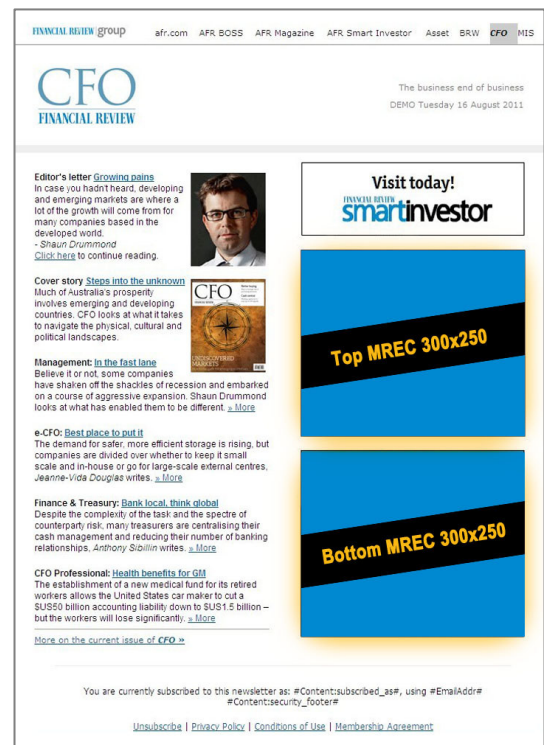 FINANCIAL REVIEW group
afr.com AFR BOSS AFR Magazine AFR Smart Investor Asset BRW CFO MIS
CFO
FINANCIAL REVIEW
The business end of business
DEMO Tuesday 16 August 2011
Editor's letter Growing pains
In case you hadn't heard, developing
and emerging markets are where a
lot of the growth will come from for
many companies based in the
developed world.
- Shaun Drummond
Click here to continue reading.
Cover story Steps into the unknown
Much of Australia's prosperity
involves emerging and developing
countries. CFO looks at what it takes
to navigate the physical, cultural and
political landscapes.
CFO
UNDISCOVERED
MARKETS
Management: In the fast lane
Believe it or not, some companies
have shaken off the shackles of recession and embarked
on a course of aggressive expansion. Shaun Drummond
looks at what has enabled them to be different. » More
e-CFO: Best place to put it
The demand for safer, more efficient storage is rising, but
companies are divided over whether to keep it small
scale and in-house or go for large-scale external centres,
Jeanne-Vida Douglas writes. » More
Finance & Treasury: Bank local, think global
Despite the complexity of the task and the spectre of
counterparty risk, many treasurers are centralising their
cash management and reducing their number of banking
relationships, Anthony Sibillin writes. » More
CFO Professional: Health benefits for GM
The establishment of a new medical fund for its retired
workers allows the United States car maker to cut a
$US50 billion accounting liability down to $US1.5 billion –
but the workers will lose significantly. » More
More on the current issue of CFO »
Visit today!
FINANCIAL REVIEW
smartinvestor
Top MREC 300x250
Bottom MREC 300x250
You are currently subscribed to this newsletter as: #Content:subscribed_as#, using #EmailAddr#
#Content:security_footer#
Unsubscribe | Privacy Policy | Conditions of Use | Membership Agreement